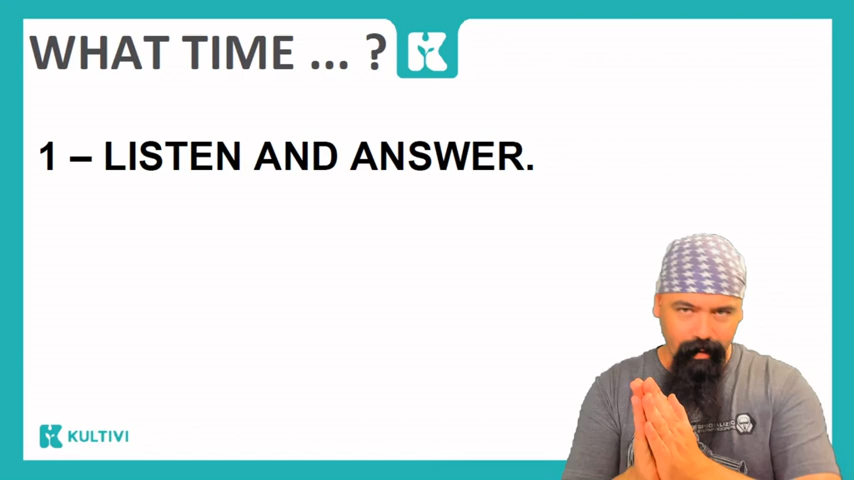 WHAT TIME ... ?
1 – LISTEN AND ANSWER.
KULTIVI